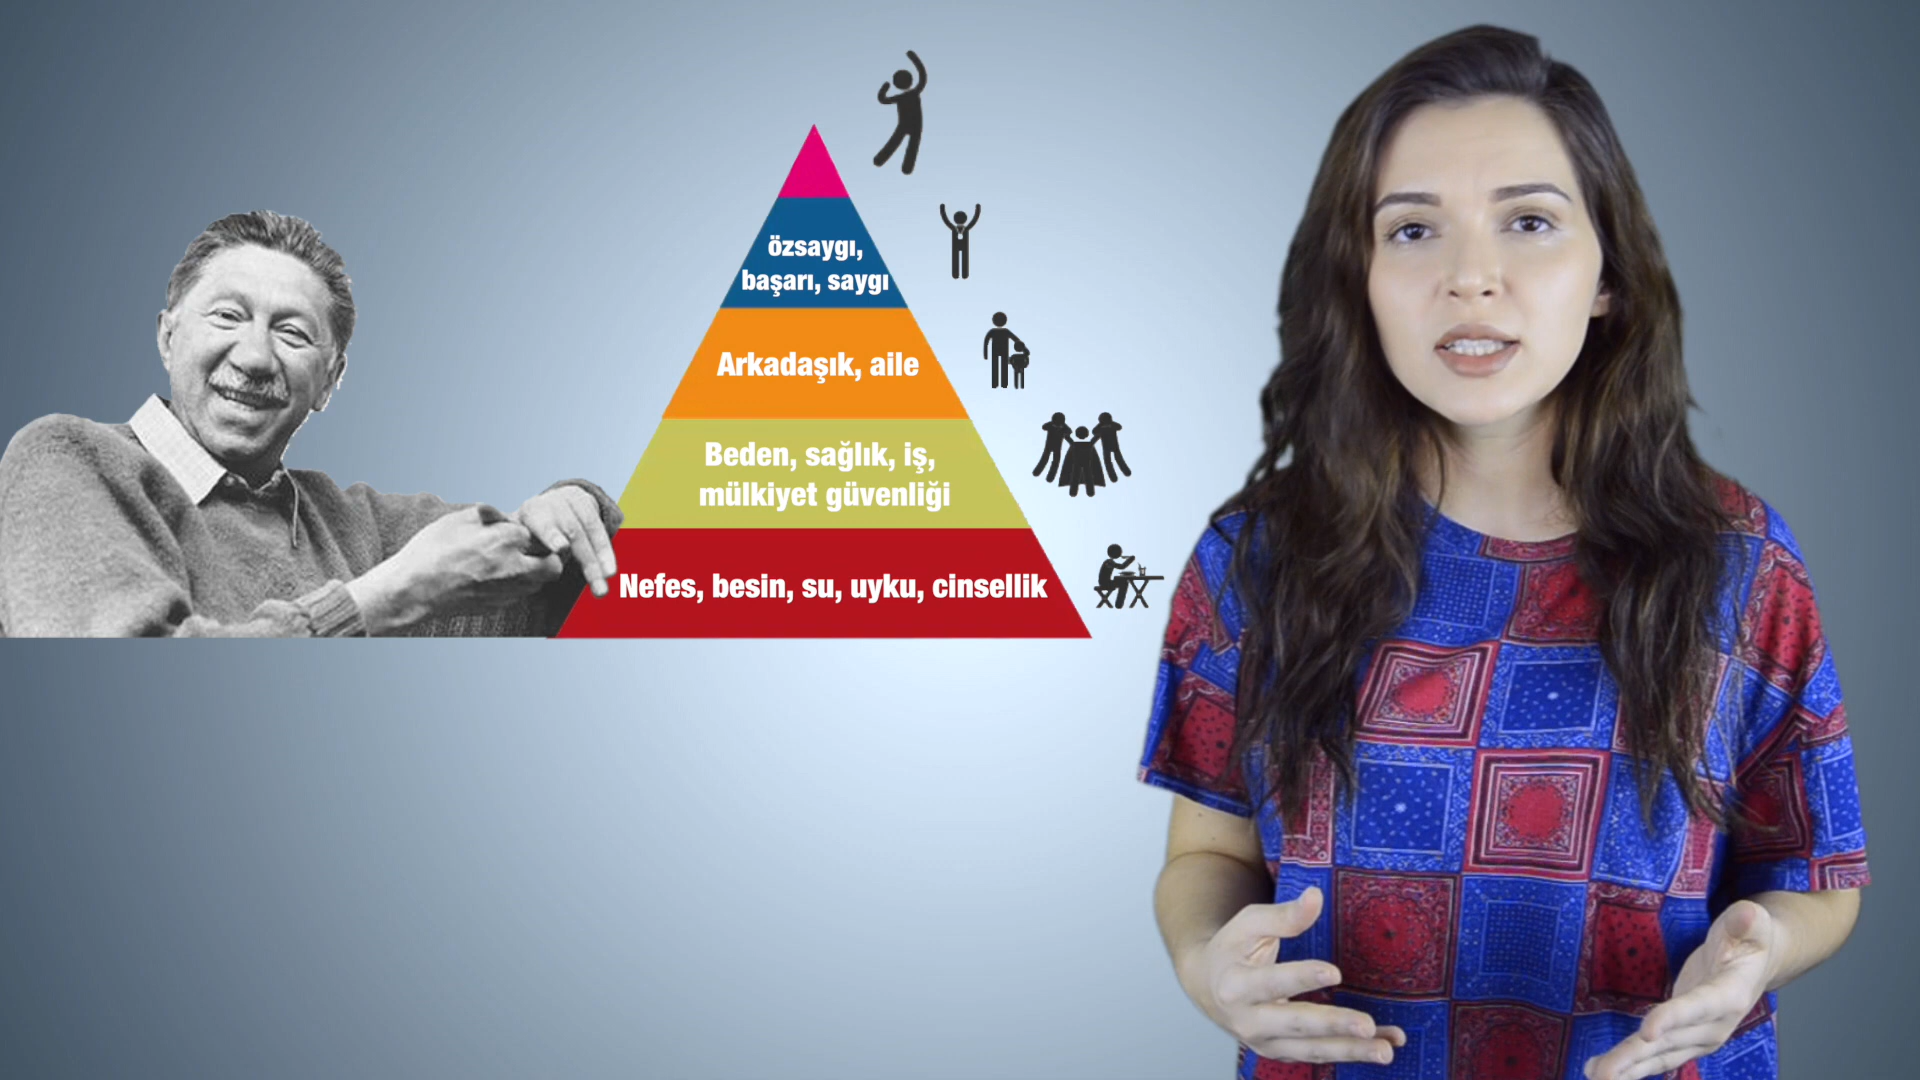 özsaygı,
başarı, saygı
Arkadaşık, aile
Beden, sağlık, iş,
mülkiyet güvenliği
Nefes, besin, su, uyku, cinsellik